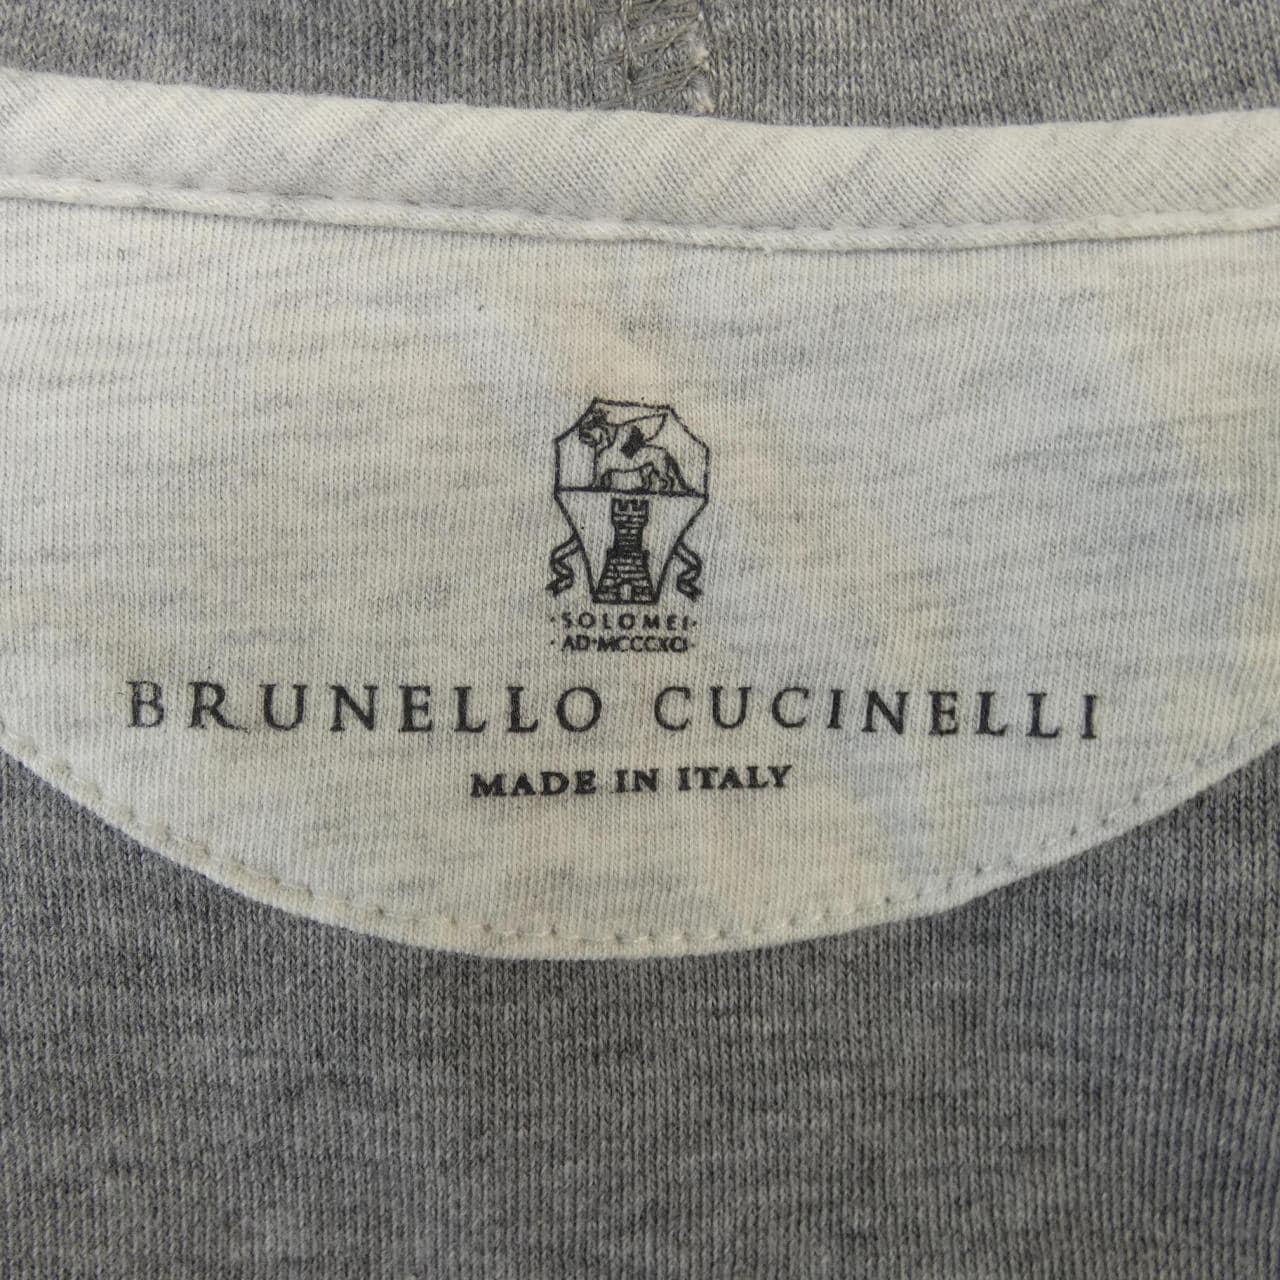 ·SOLOMEI·
·AD·MCCCXCI·
BRUNELLO CUCINELLI
MADE IN ITALY